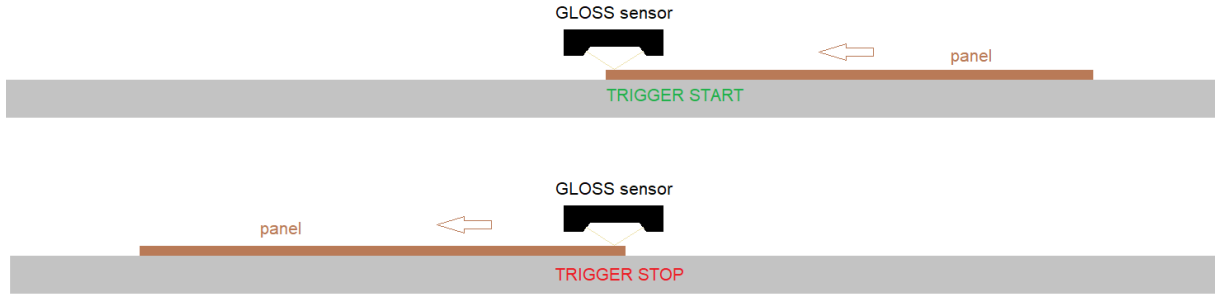 GLOSS sensor
panel
TRIGGER START
GLOSS sensor
panel
TRIGGER STOP